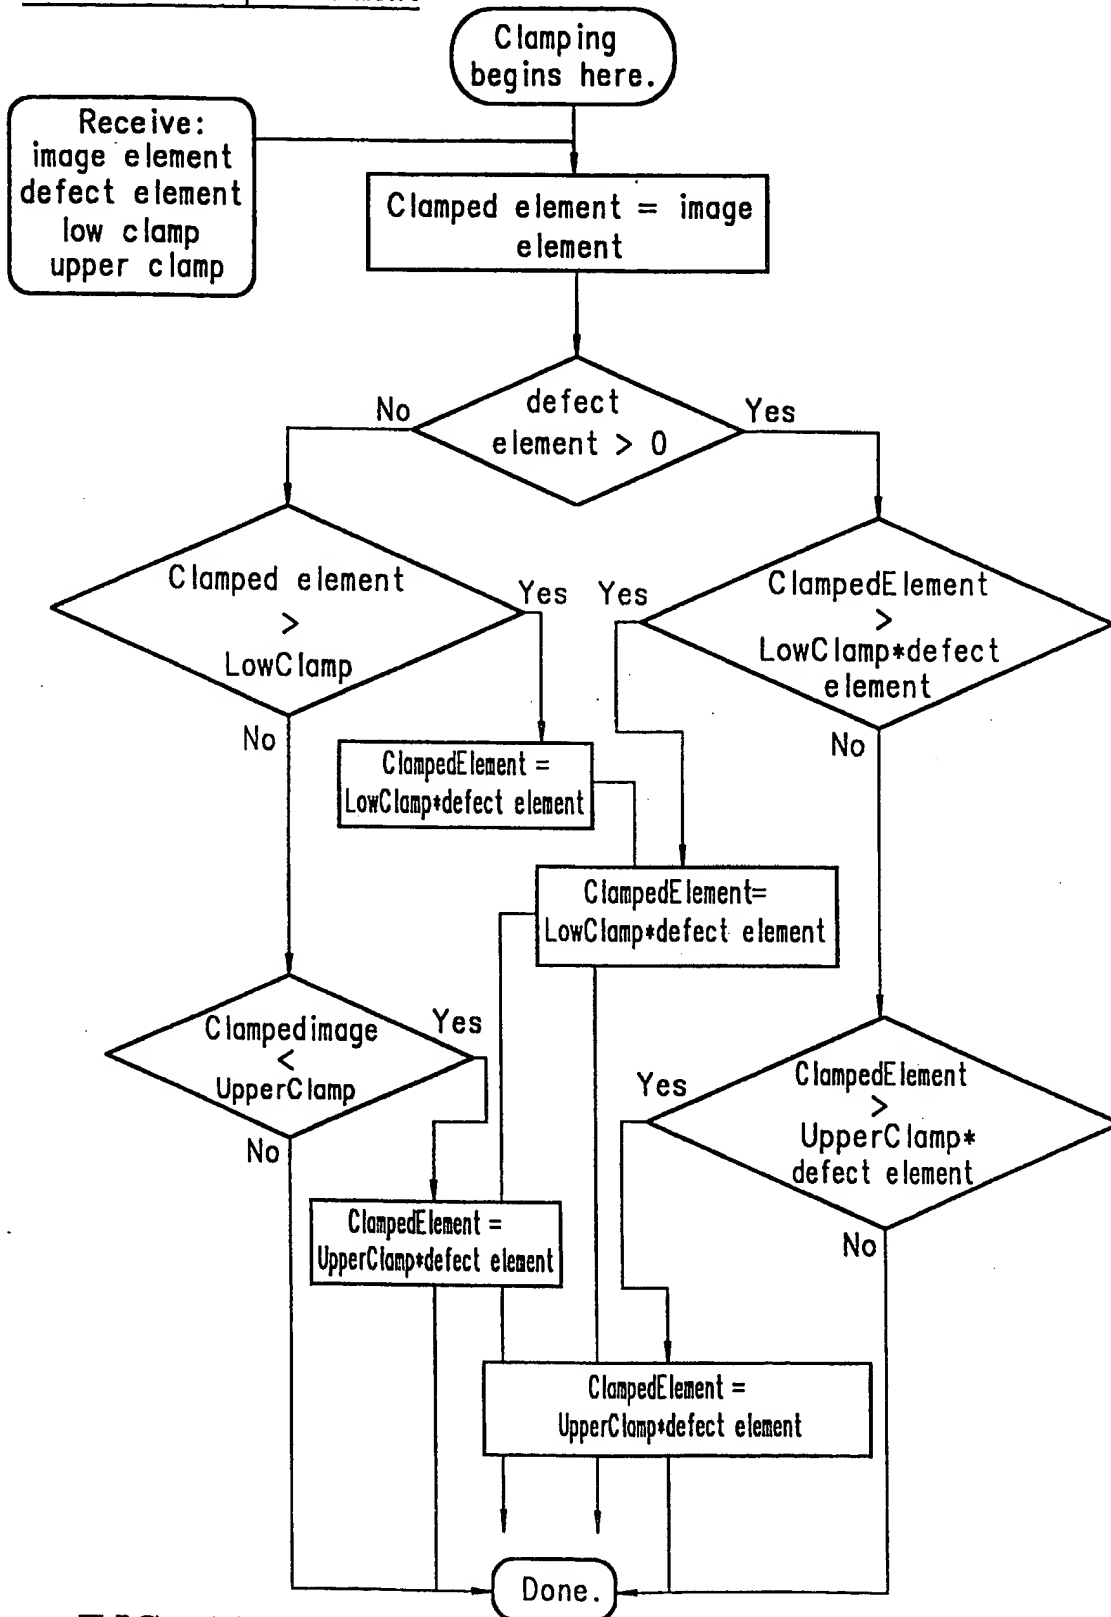 Clamping
begins here.
Receive:
image element
defect element
low clamp
upper clamp
Clamped element = image
element
defect
element > 0
No
Yes
Clamped element
>
LowClamp
Yes
No
Yes
ClampedElement
>
LowClamp*defect
element
No
ClampedElement =
LowClamp*defect element
ClampedElement=
LowClamp*defect element
Clampedimage
<
UpperClamp
Yes
No
Yes
ClampedElement
>
UpperClamp*
defect element
No
ClampedElement =
UpperClamp*defect element
ClampedElement =
UpperClamp*defect element
Done.